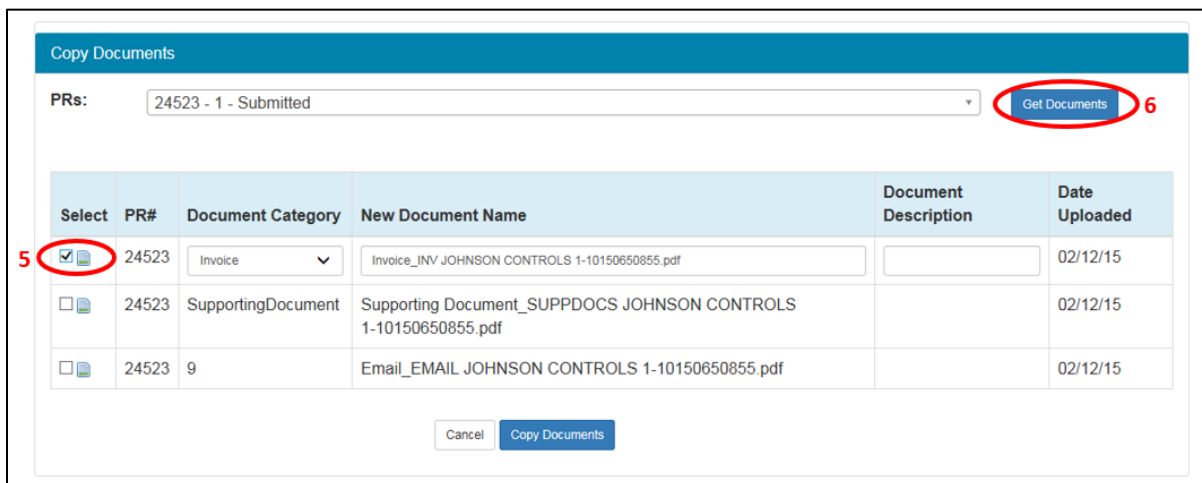 Copy Documents
PRs: 24523 - 1 - Submitted Get Documents 6
Select PR# Document Category New Document Name Document Description Date Uploaded
5 24523 Invoice Invoice_INV JOHNSON CONTROLS 1-10150650855.pdf 02/12/15
24523 SupportingDocument Supporting Document_SUPPDOCS JOHNSON CONTROLS 02/12/15
1-10150650855.pdf
24523 9 Email_EMAIL JOHNSON CONTROLS 1-10150650855.pdf 02/12/15
Cancel Copy Documents